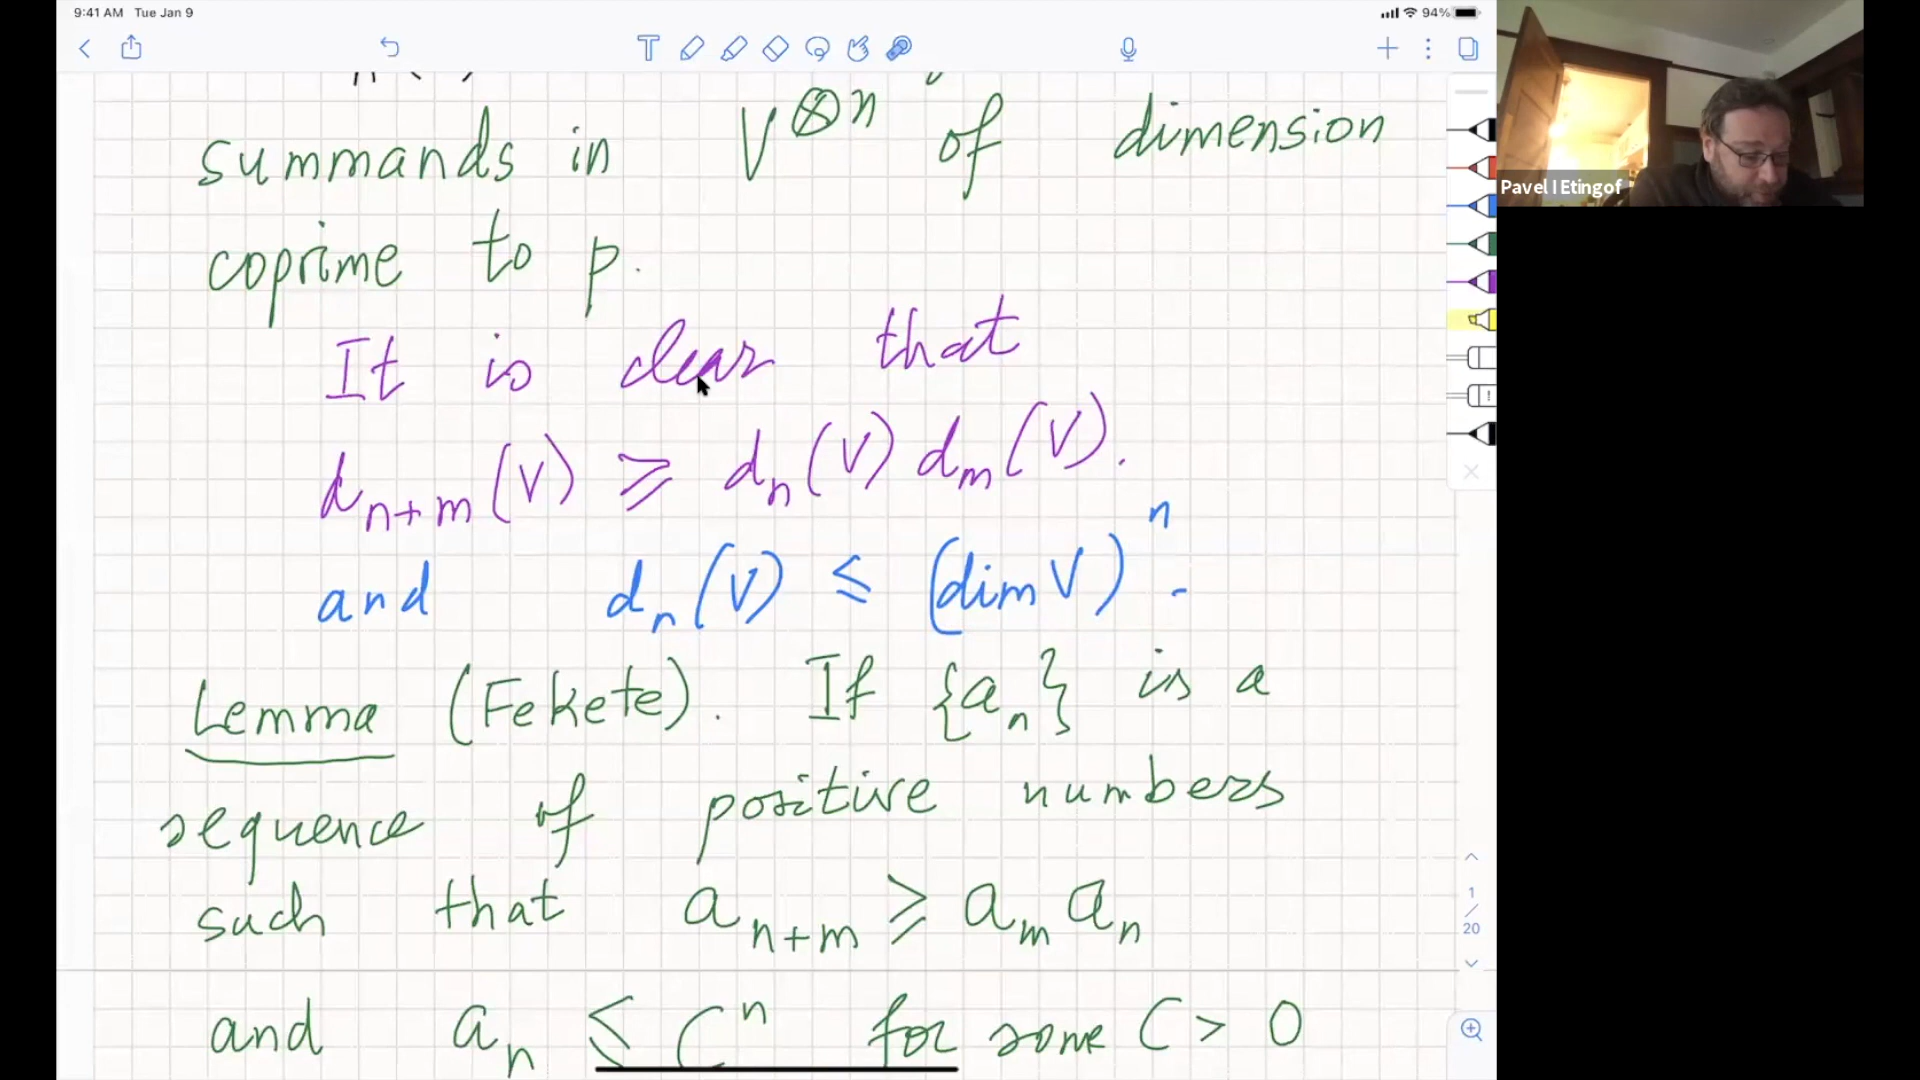 9:41 AM Tue Jan 9
94%
Pavel I Etingof
summands in V^{⊗n} of dimension
coprime to p.
It is clear that
d_{n+m}(V) ⩾ d_n(V) d_m(V).
and d_n(V) ≤ (dim V)^n.
Lemma (Fekete). If {a_n} is a
sequence of positive numbers
such that a_{n+m} ⩾ a_m a_n
and a_n ≤ C^n for some C > 0
1
/
20